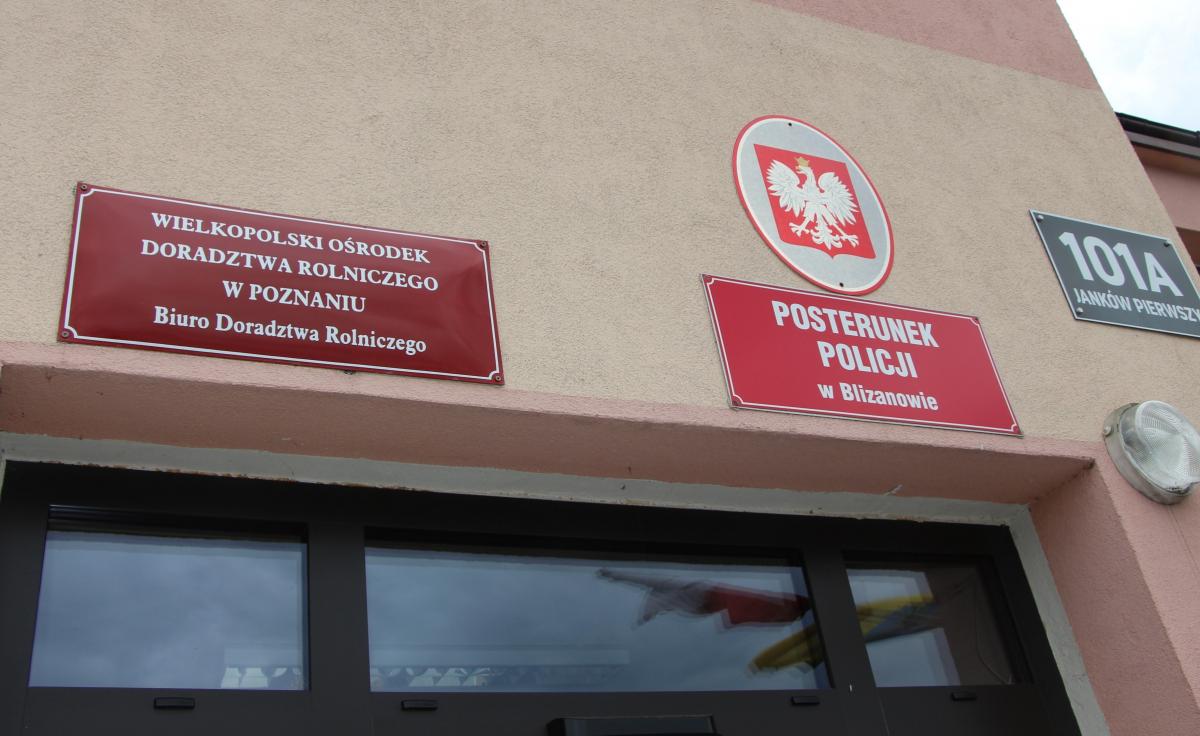 WIELKOPOLSKI OŚRODEK
DORADZTWA ROLNICZEGO
W POZNANIU
Biuro Doradztwa Rolniczego
POSTERUNEK
POLICJI
w Blizanowie
101A
JANKÓW PIERWSZY